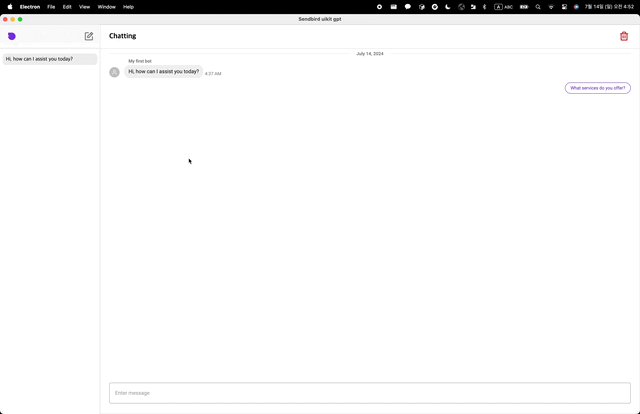 Electron File Edit View Window Help
A ABC
7월 14일 (일) 오전 4:52
Sendbird uikit gpt
Chatting
Hi, how can I assist you today?
July 14, 2024
My first bot
Hi, how can I assist you today? 4:37 AM
What services do you offer?
Enter message